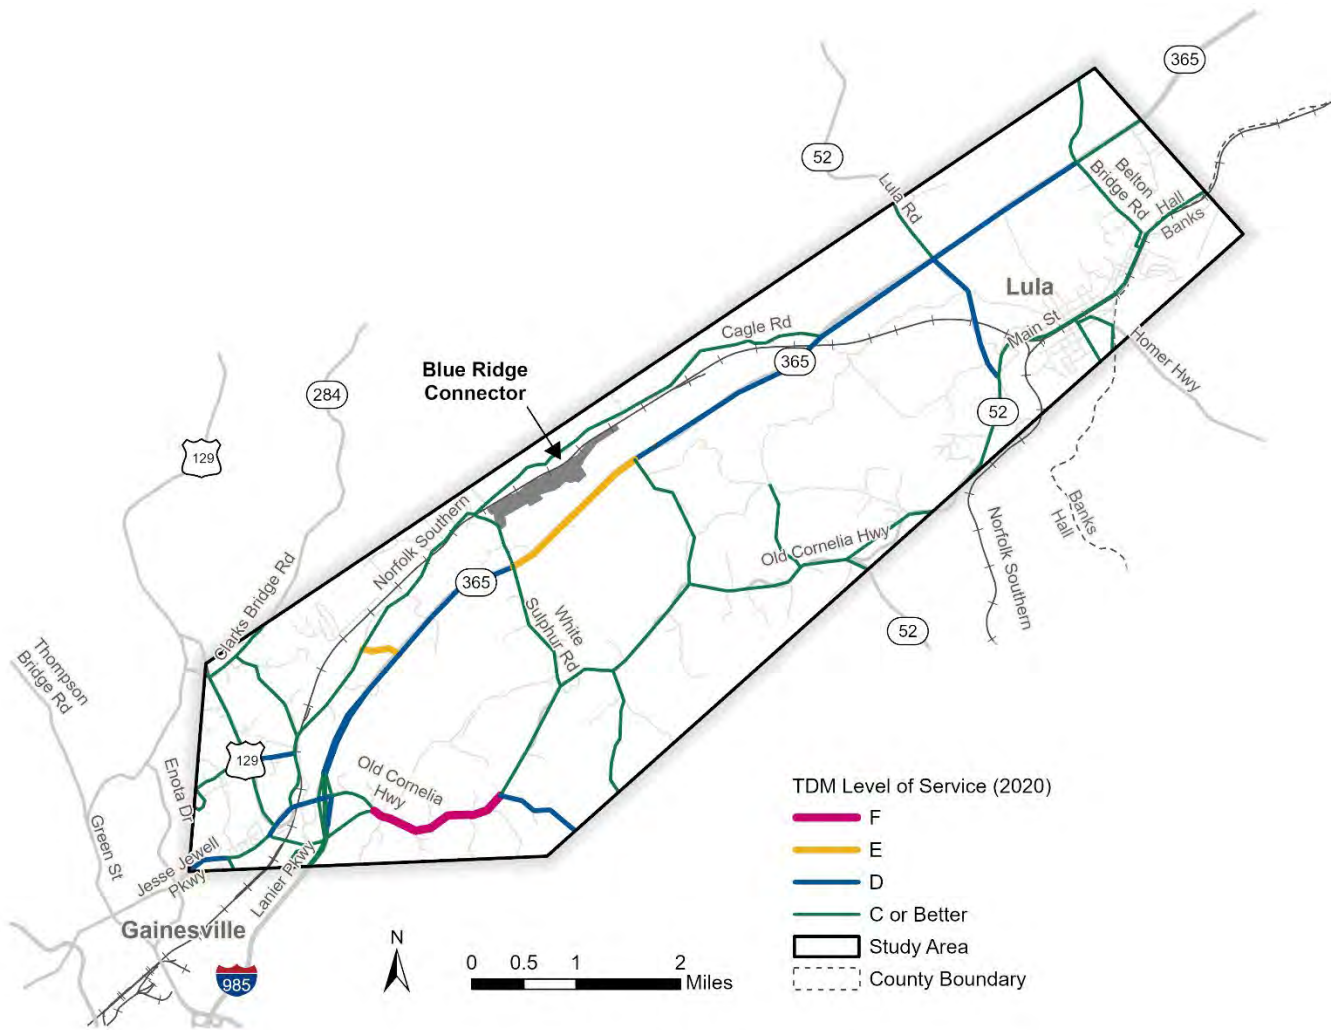 365
52
Lula Rd
Belton
Bridge Rd
Hall
Banks
Lula
Cagle Rd
Main St
Homer Hwy
365
Blue Ridge
Connector
284
129
52
Norfolk Southern
Banks
Hall
Old Cornelia Hwy
Norfolk Southern
365
Clarks Bridge Rd
White
Sulphur Rd
52
Thompson
Bridge Rd
129
Enota Dr
Old Cornelia
Hwy
Green St
Jesse Jewell
Pkwy
Lanier Pkwy
Gainesville
985
N
0 0.5 1 2
Miles
TDM Level of Service (2020)
F
E
D
C or Better
Study Area
County Boundary